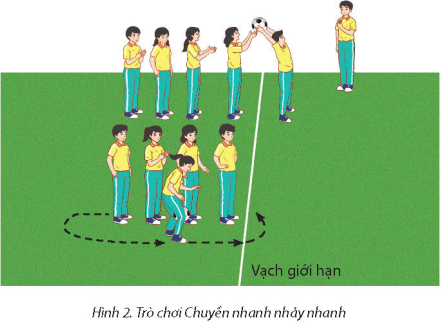 Vạch giới hạn
Hình 2. Trò chơi Chuyền nhanh nhảy nhanh